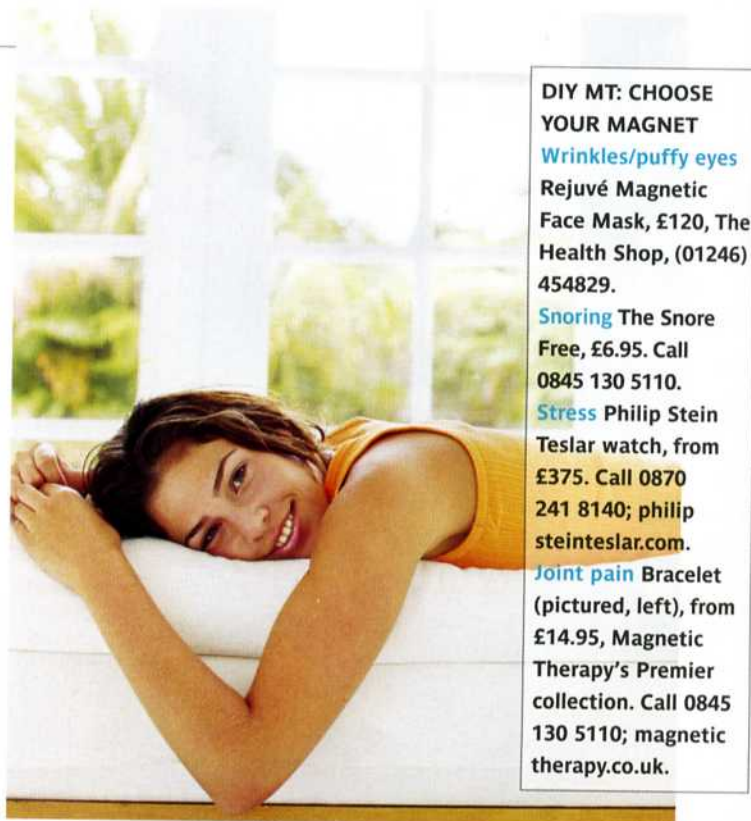 DIY MT: CHOOSE
YOUR MAGNET
Wrinkles/puffy eyes
Rejuvé Magnetic
Face Mask, £120, The
Health Shop, (01246)
454829.
Snoring The Snore
Free, £6.95. Call
0845 130 5110.
Stress Philip Stein
Teslar watch, from
£375. Call 0870
241 8140; philip
steinteslar.com.
Joint pain Bracelet
(pictured, left), from
£14.95, Magnetic
Therapy's Premier
collection. Call 0845
130 5110; magnetic
therapy.co.uk.